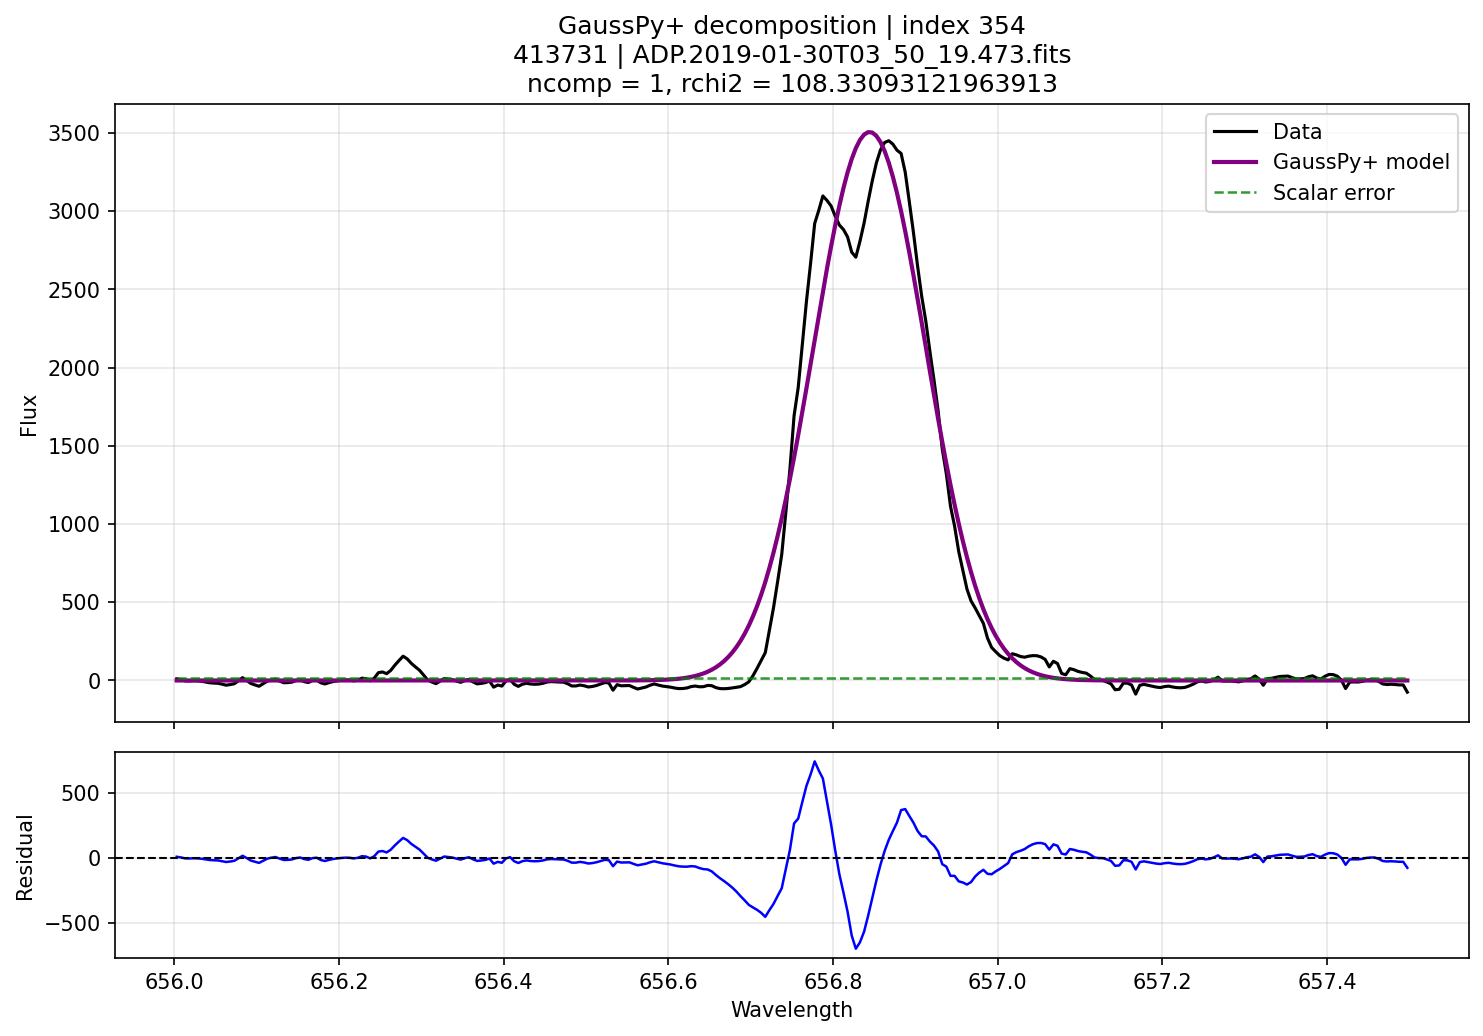 GaussPy+ decomposition | index 354
413731 | ADP.2019-01-30T03_50_19.473.fits
ncomp = 1, rchi2 = 108.33093121963913
Data
GaussPy+ model
Scalar error
Flux
3500
3000
2500
2000
1500
1000
500
0
Residual
500
0
−500
656.0 656.2 656.4 656.6 656.8 657.0 657.2 657.4
Wavelength